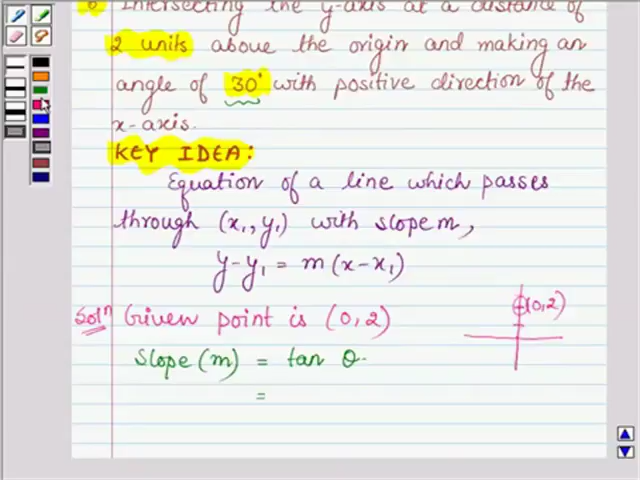 6 Intersecting the y-axis at a distance of
2 units above the origin and making an
angle of 30° with positive direction of the
x-axis.
KEY IDEA:
Equation of a line which passes
through (x₁, y₁) with slope m,
y-y₁ = m(x-x₁)
Solⁿ Given point is (0,2)
(0,2)
Slope(m) = tan θ
=